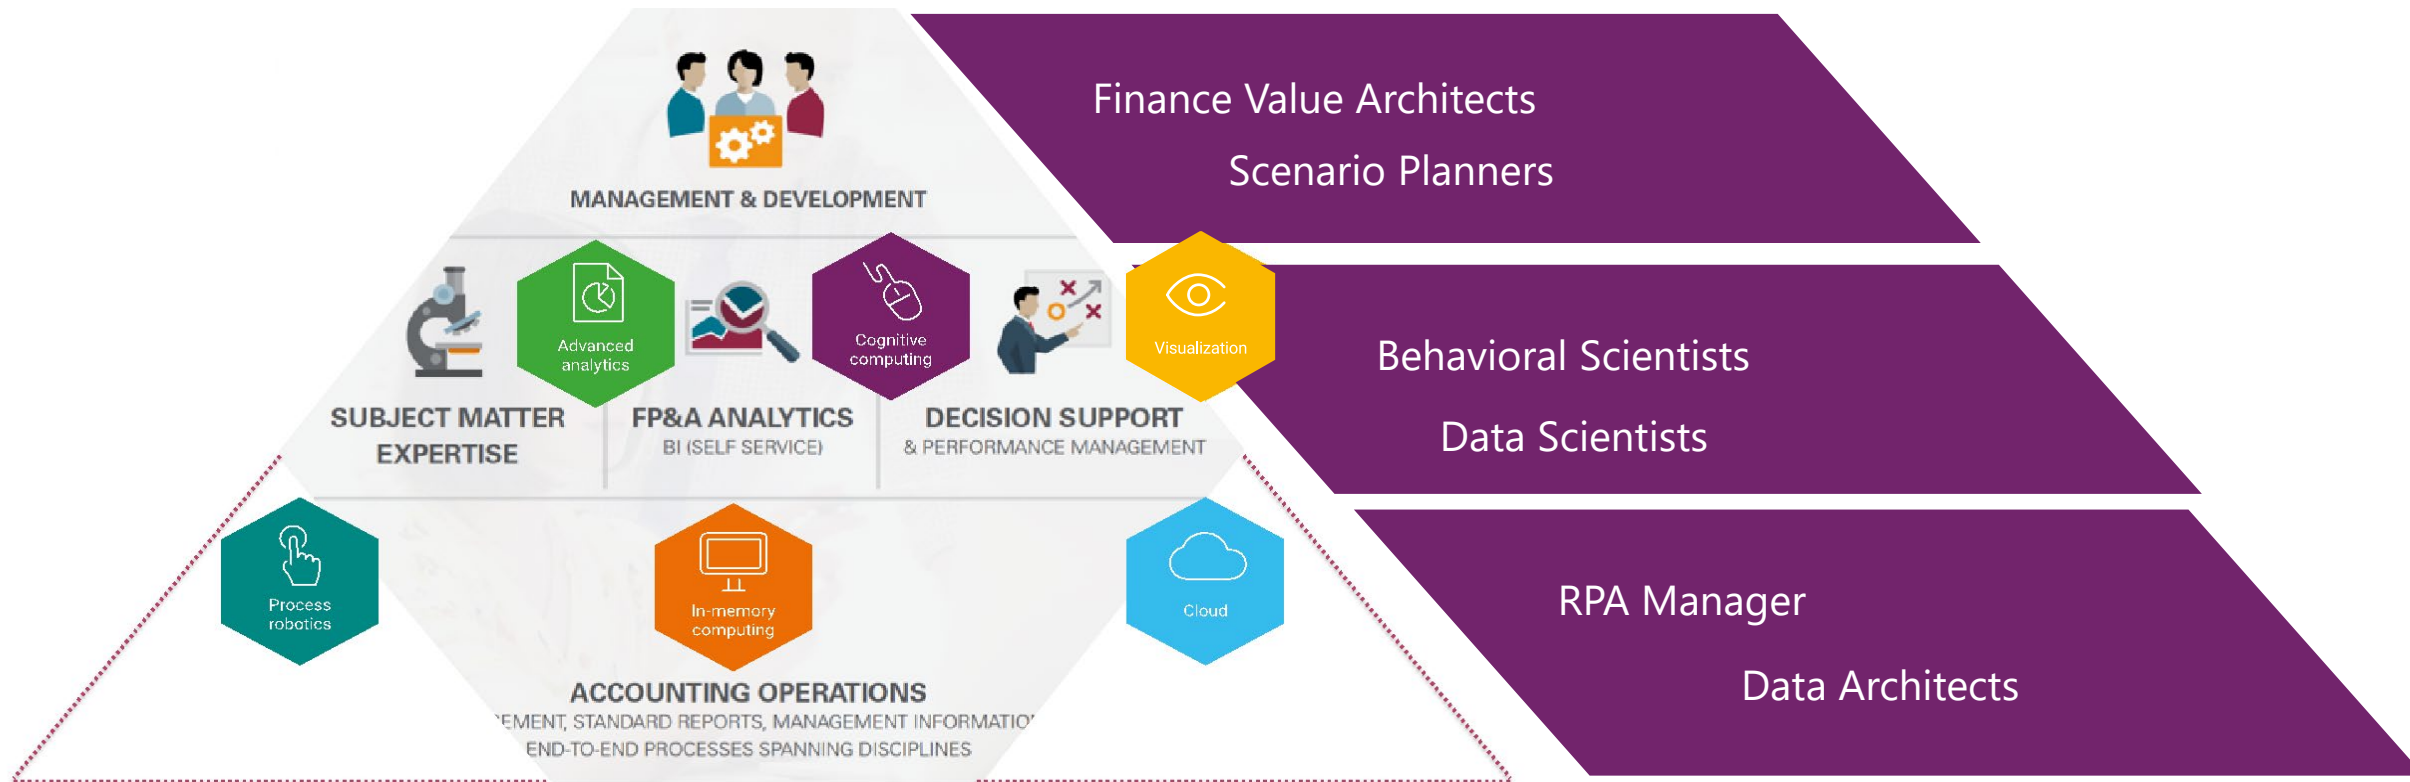 MANAGEMENT & DEVELOPMENT
Finance Value Architects
Scenario Planners
Advanced
analytics
Cognitive
computing
Visualization
SUBJECT MATTER
EXPERTISE
FP&A ANALYTICS
BI (SELF SERVICE)
DECISION SUPPORT
& PERFORMANCE MANAGEMENT
Behavioral Scientists
Data Scientists
Process
robotics
In-memory
computing
Cloud
ACCOUNTING OPERATIONS
STANDARD REPORTS, MANAGEMENT
END-TO-END PROCESSES SPANNING DISCIPLINES
RPA Manager
Data Architects